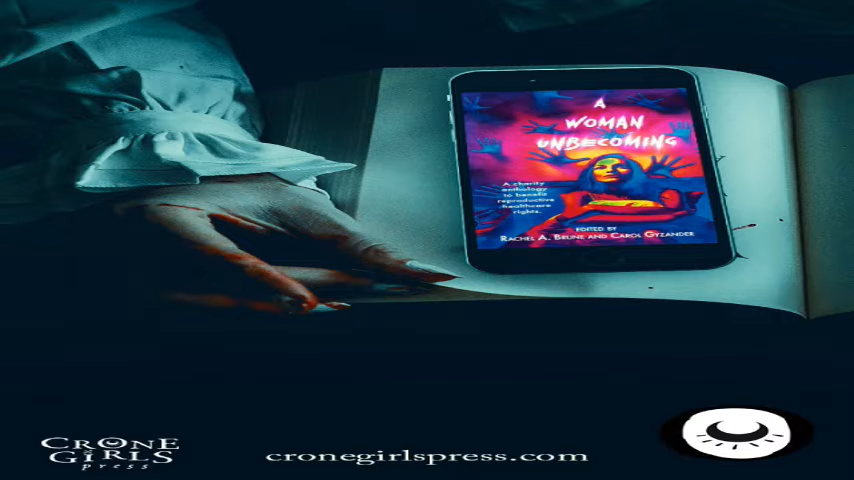 A
WOMAN
UNBECOMING
A charity
anthology
to benefit
reproductive
healthcare
rights.
EDITED BY
RACHEL A. BRUNE AND CAROL GYZANDER
CRONE
GIRLS
press
cronegirlspress.com